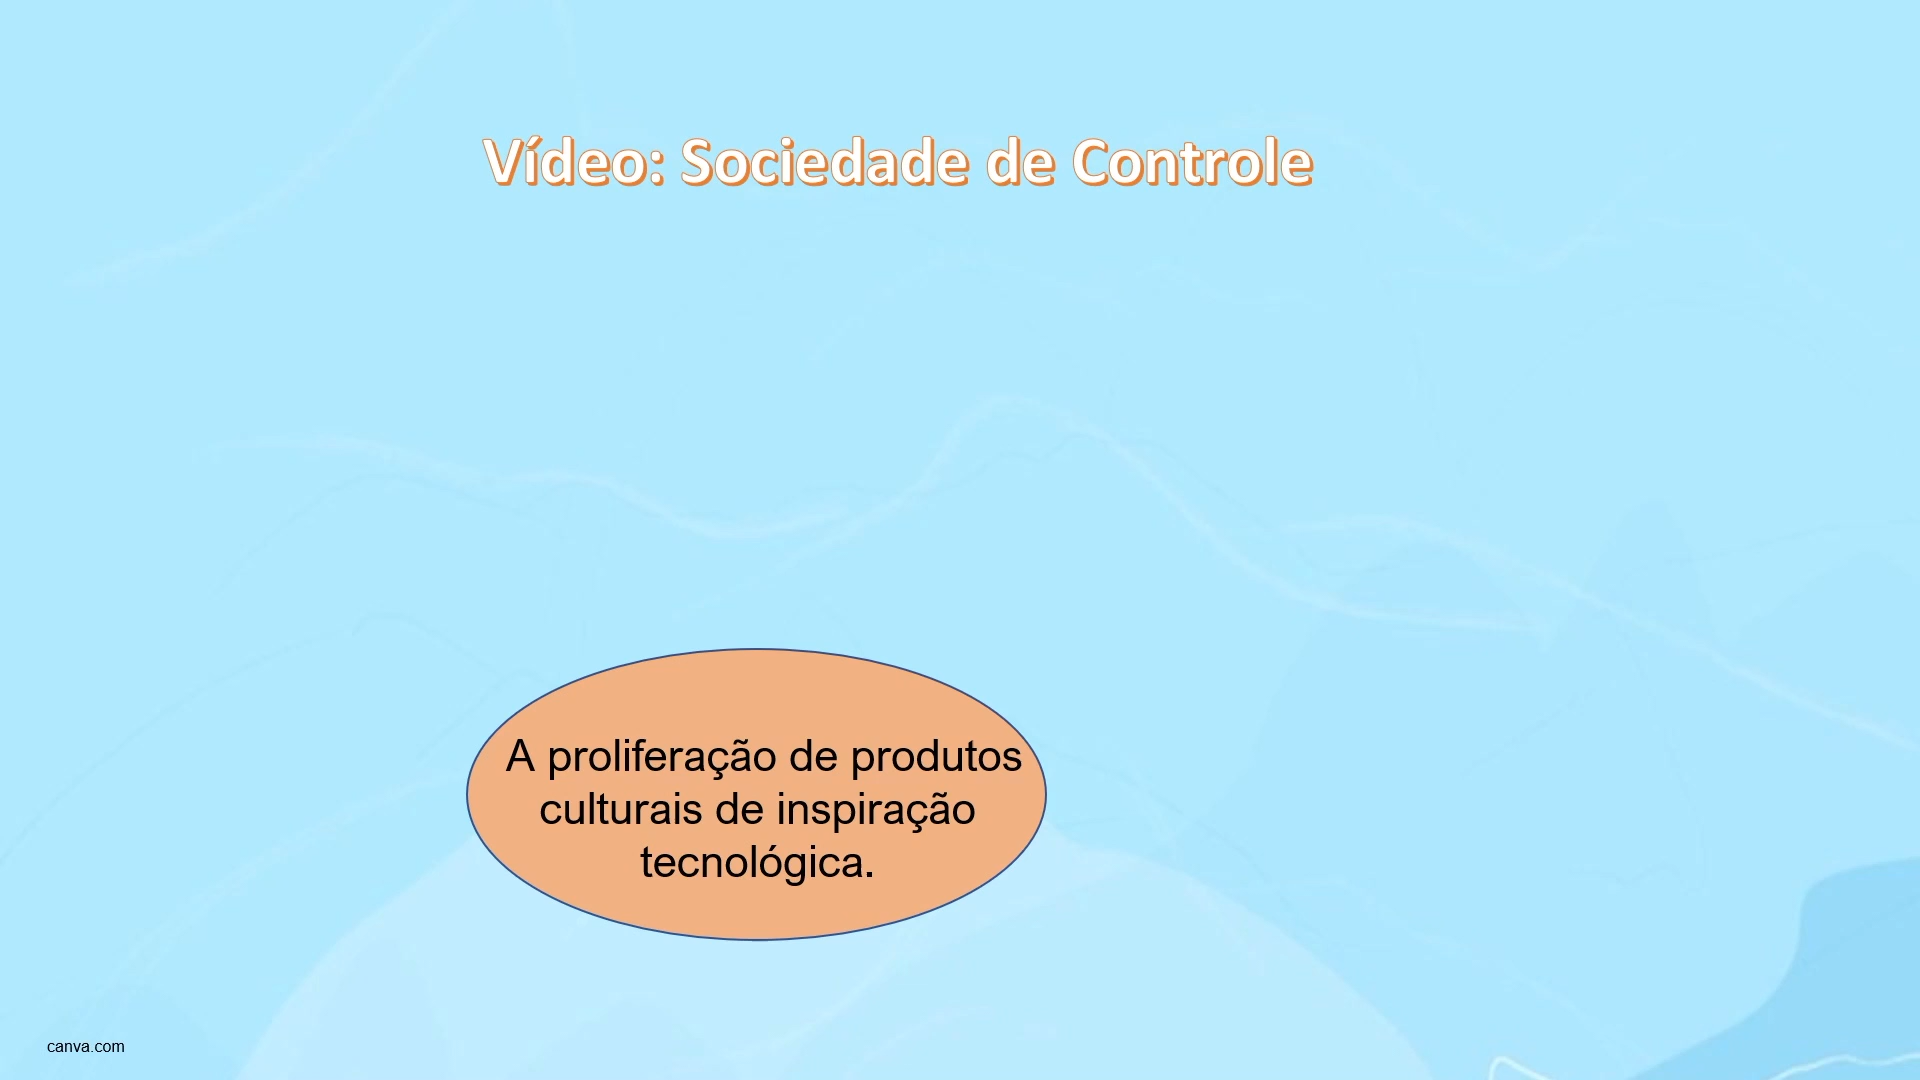 Vídeo: Sociedade de Controle
A proliferação de produtos
culturais de inspiração
tecnológica.
canva.com